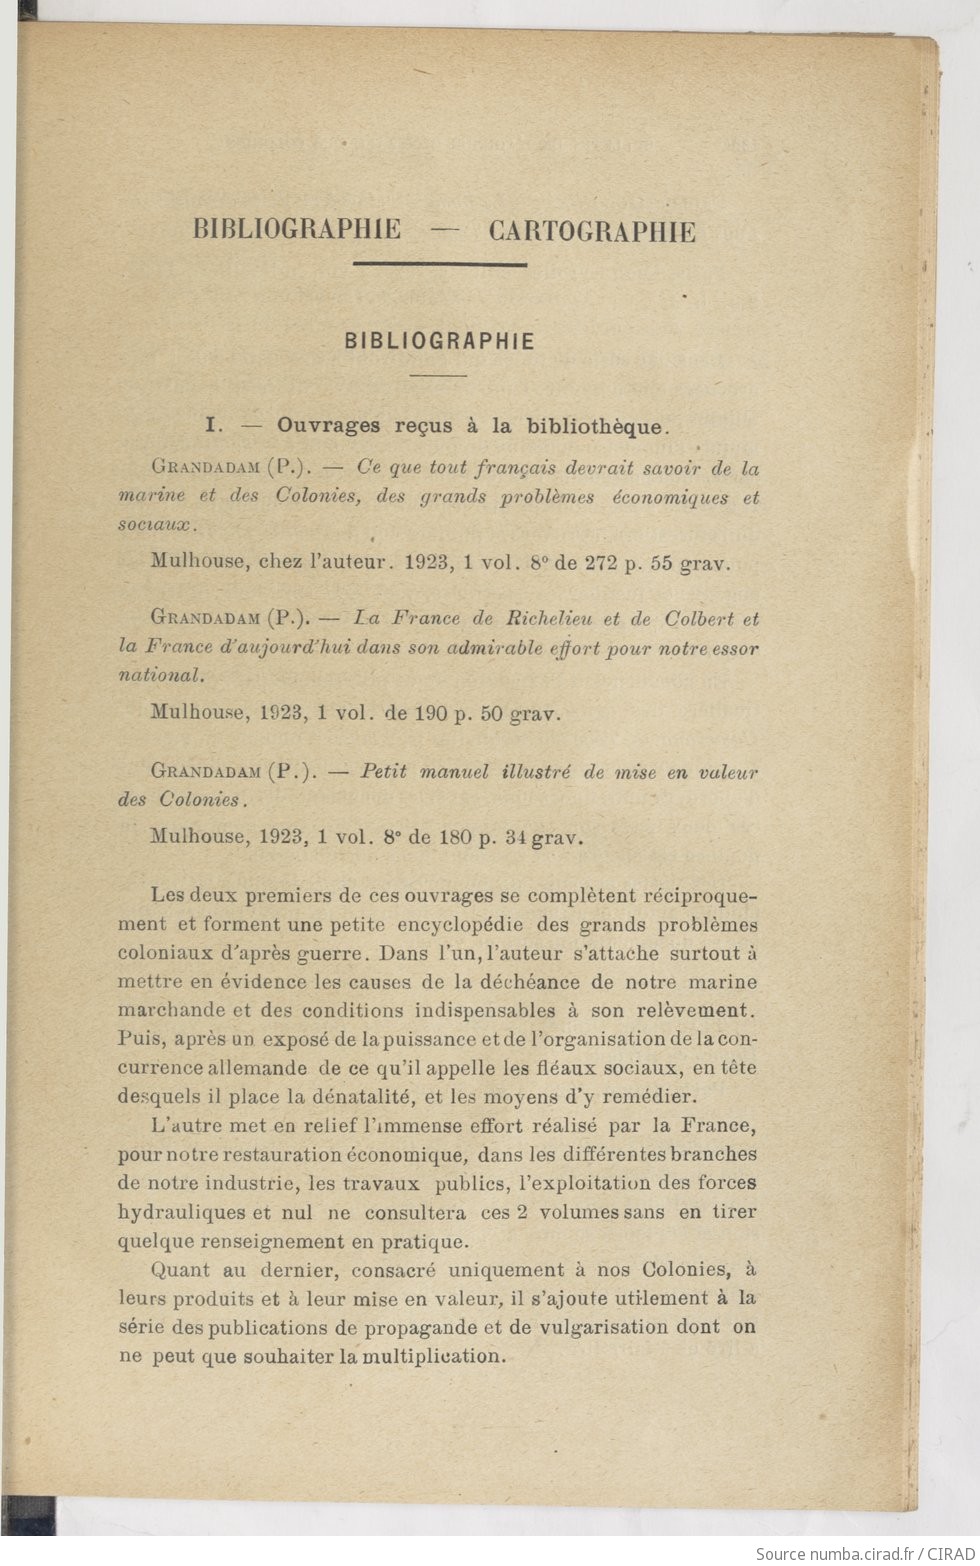 BIBLIOGRAPHIE — CARTOGRAPHIE
BIBLIOGRAPHIE
I. — Ouvrages reçus à la bibliothèque.
GRANDADAM (P.). — Ce que tout français devrait savoir de la
marine et des Colonies, des grands problèmes économiques et
sociaux.
Mulhouse, chez l'auteur. 1923, 1 vol. 8° de 272 p. 55 grav.
GRANDADAM (P.). — La France de Richelieu et de Colbert et
la France d'aujourd'hui dans son admirable effort pour notre essor
national.
Mulhouse, 1923, 1 vol. de 190 p. 50 grav.
GRANDADAM (P.). — Petit manuel illustré de mise en valeur
des Colonies.
Mulhouse, 1923, 1 vol. 8° de 180 p. 34 grav.
Les deux premiers de ces ouvrages se complètent réciproque-
ment et forment une petite encyclopédie des grands problèmes
coloniaux d'après guerre. Dans l'un, l'auteur s'attache surtout à
mettre en évidence les causes de la déchéance de notre marine
marchande et des conditions indispensables à son relèvement.
Puis, après un exposé de la puissance et de l'organisation de la con-
currence allemande de ce qu'il appelle les fléaux sociaux, en tête
desquels il place la dénatalité, et les moyens d'y remédier.
L'autre met en relief l'immense effort réalisé par la France,
pour notre restauration économique, dans les différentes branches
de notre industrie, les travaux publics, l'exploitation des forces
hydrauliques et nul ne consultera ces 2 volumes sans en tirer
quelque renseignement en pratique.
Quant au dernier, consacré uniquement à nos Colonies, à
leurs produits et à leur mise en valeur, il s'ajoute utilement à la
série des publications de propagande et de vulgarisation dont on
ne peut que souhaiter la multiplication.
Source numba.cirad.fr / CIRAD